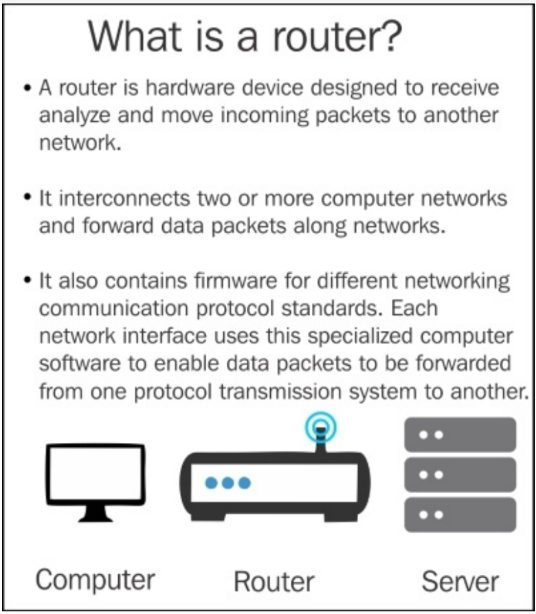 What is a router?
• A router is hardware device designed to receive
analyze and move incoming packets to another
network.
• It interconnects two or more computer networks
and forward data packets along networks.
• It also contains firmware for different networking
communication protocol standards. Each
network interface uses this specialized computer
software to enable data packets to be forwarded
from one protocol transmission system to another.
Computer
Router
Server